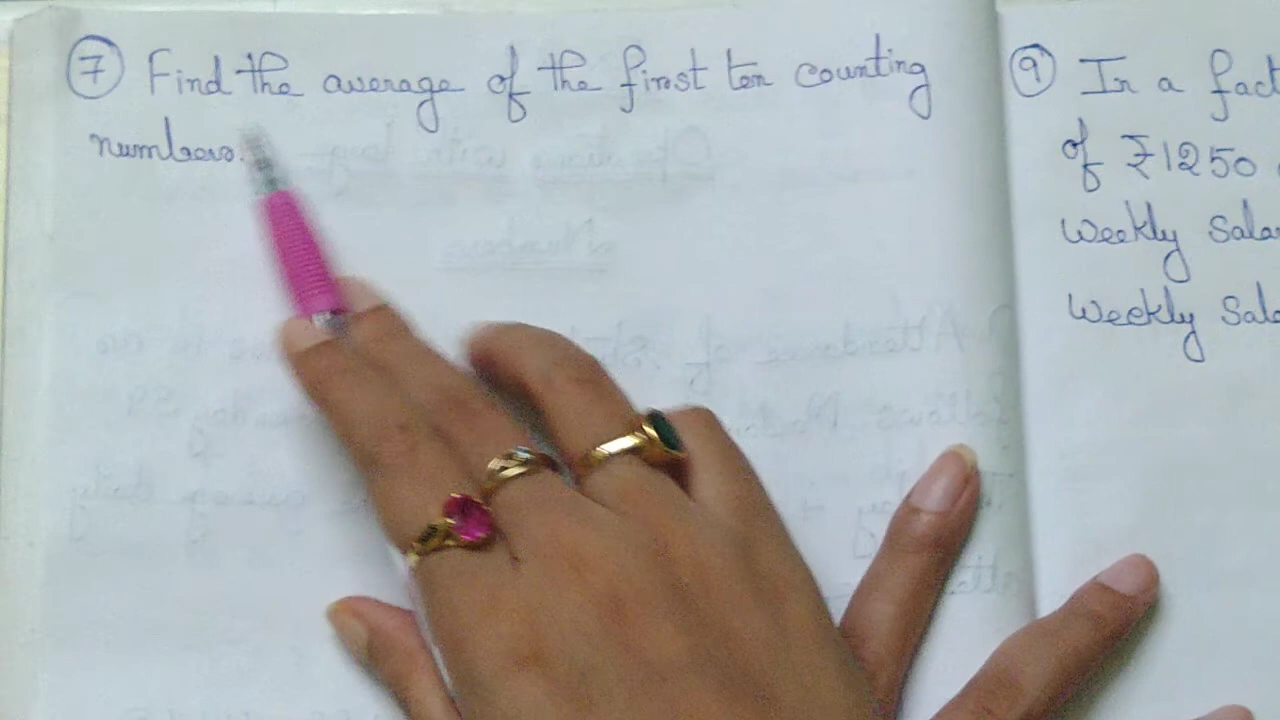 7 Find the average of the first ten counting
numbers.
9 In a fact
of ₹1250
Weekly Sala
Weekly Sala